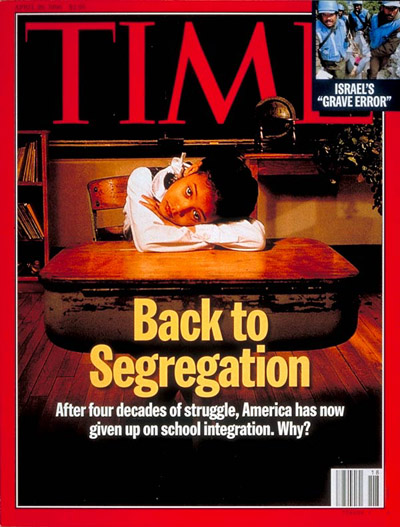 TIME
ISRAEL'S
"GRAVE ERROR"
Back to
Segregation
After four decades of struggle, America has now
given up on school integration. Why?